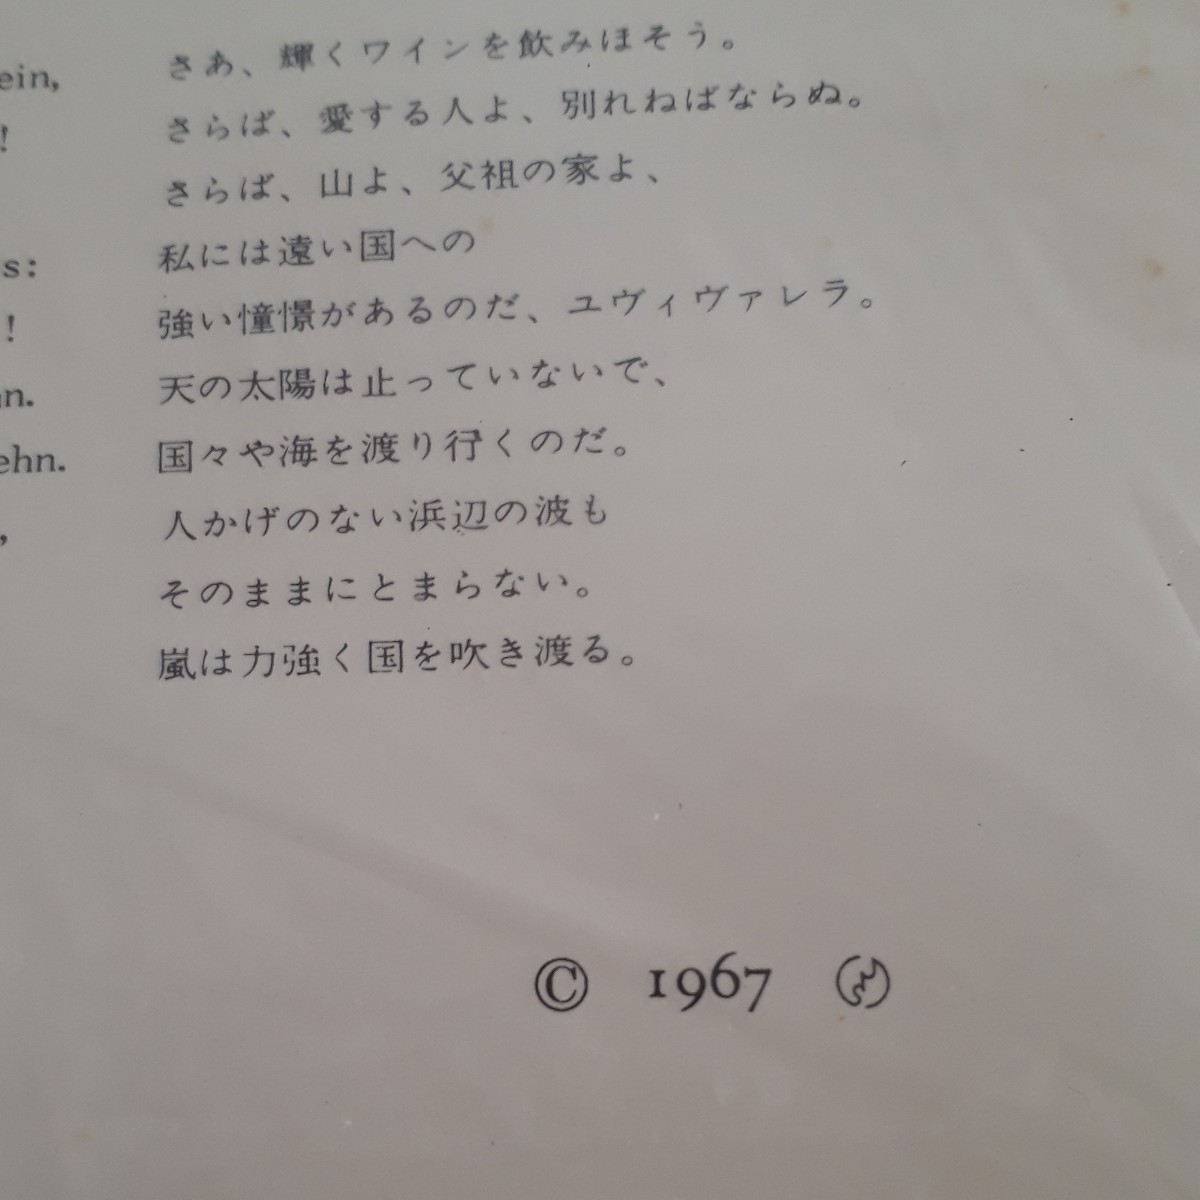 ein, さあ、輝くワインを飲みほそう。
! さらば、愛する人よ、別れねばならぬ。
さらば、山よ、父祖の家よ、
s: 私には遠い国への
! 強い憧憬があるのだ、ユヴィヴァレラ。
n. 天の太陽は止っていないで、
ehn. 国々や海を渡り行くのだ。
, 人かげのない浜辺の波も
そのままにとまらない。
嵐は力強く国を吹き渡る。
© 1967